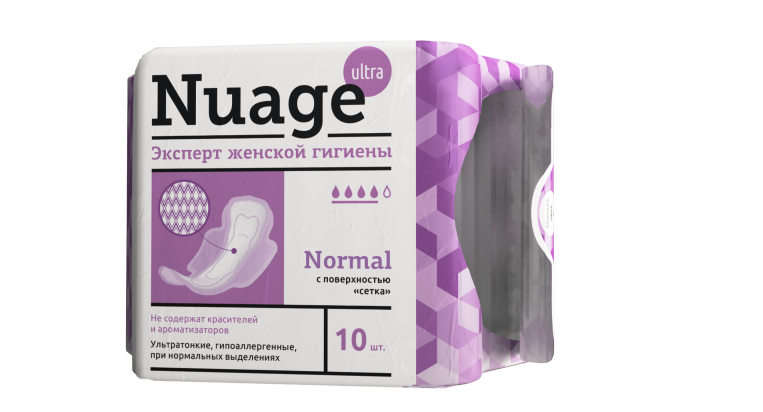 ultra
Nuage
Эксперт женской гигиены
Normal
с поверхностью
«сетка»
Не содержат красителей
и ароматизаторов
Ультратонкие, гипоаллергенные,
при нормальных выделениях
10 шт.